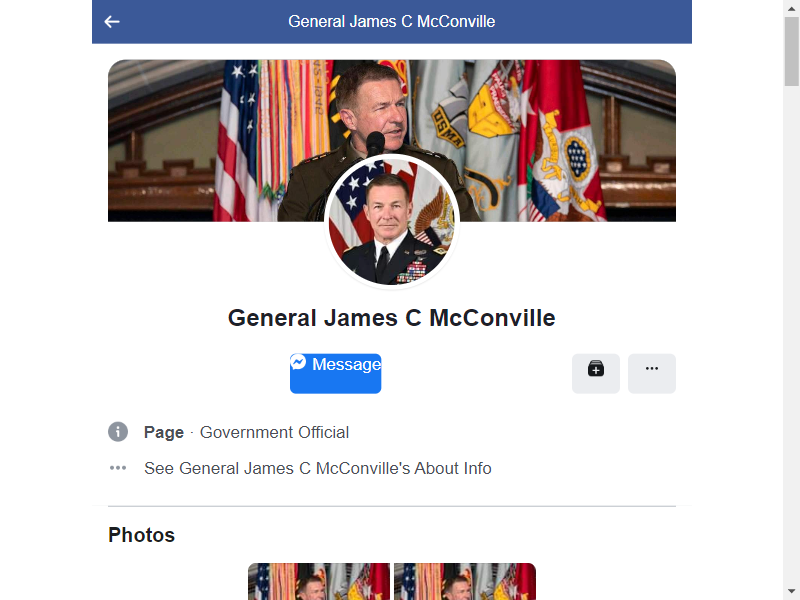 General James C McConville
General James C McConville
Message
Page · Government Official
See General James C McConville's About Info
Photos